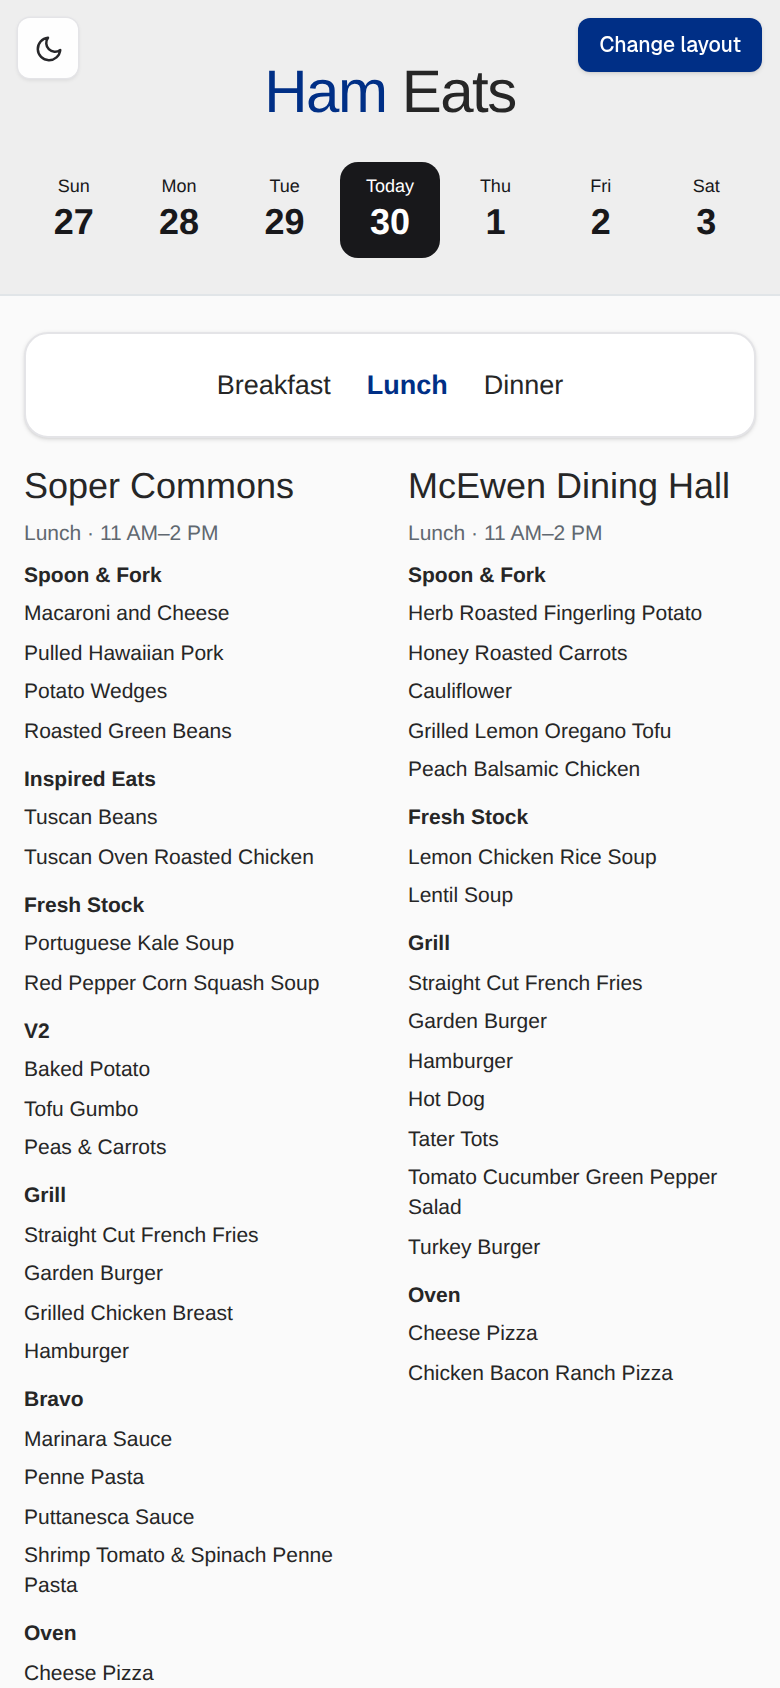 Change layout
Ham Eats
Sun
27
Mon
28
Tue
29
Today
30
Thu
1
Fri
2
Sat
3
Breakfast Lunch Dinner
Soper Commons
Lunch · 11 AM–2 PM
Spoon & Fork
Macaroni and Cheese
Pulled Hawaiian Pork
Potato Wedges
Roasted Green Beans
Inspired Eats
Tuscan Beans
Tuscan Oven Roasted Chicken
Fresh Stock
Portuguese Kale Soup
Red Pepper Corn Squash Soup
V2
Baked Potato
Tofu Gumbo
Peas & Carrots
Grill
Straight Cut French Fries
Garden Burger
Grilled Chicken Breast
Hamburger
Bravo
Marinara Sauce
Penne Pasta
Puttanesca Sauce
Shrimp Tomato & Spinach Penne
Pasta
Oven
Cheese Pizza
McEwen Dining Hall
Lunch · 11 AM–2 PM
Spoon & Fork
Herb Roasted Fingerling Potato
Honey Roasted Carrots
Cauliflower
Grilled Lemon Oregano Tofu
Peach Balsamic Chicken
Fresh Stock
Lemon Chicken Rice Soup
Lentil Soup
Grill
Straight Cut French Fries
Garden Burger
Hamburger
Hot Dog
Tater Tots
Tomato Cucumber Green Pepper
Salad
Turkey Burger
Oven
Cheese Pizza
Chicken Bacon Ranch Pizza